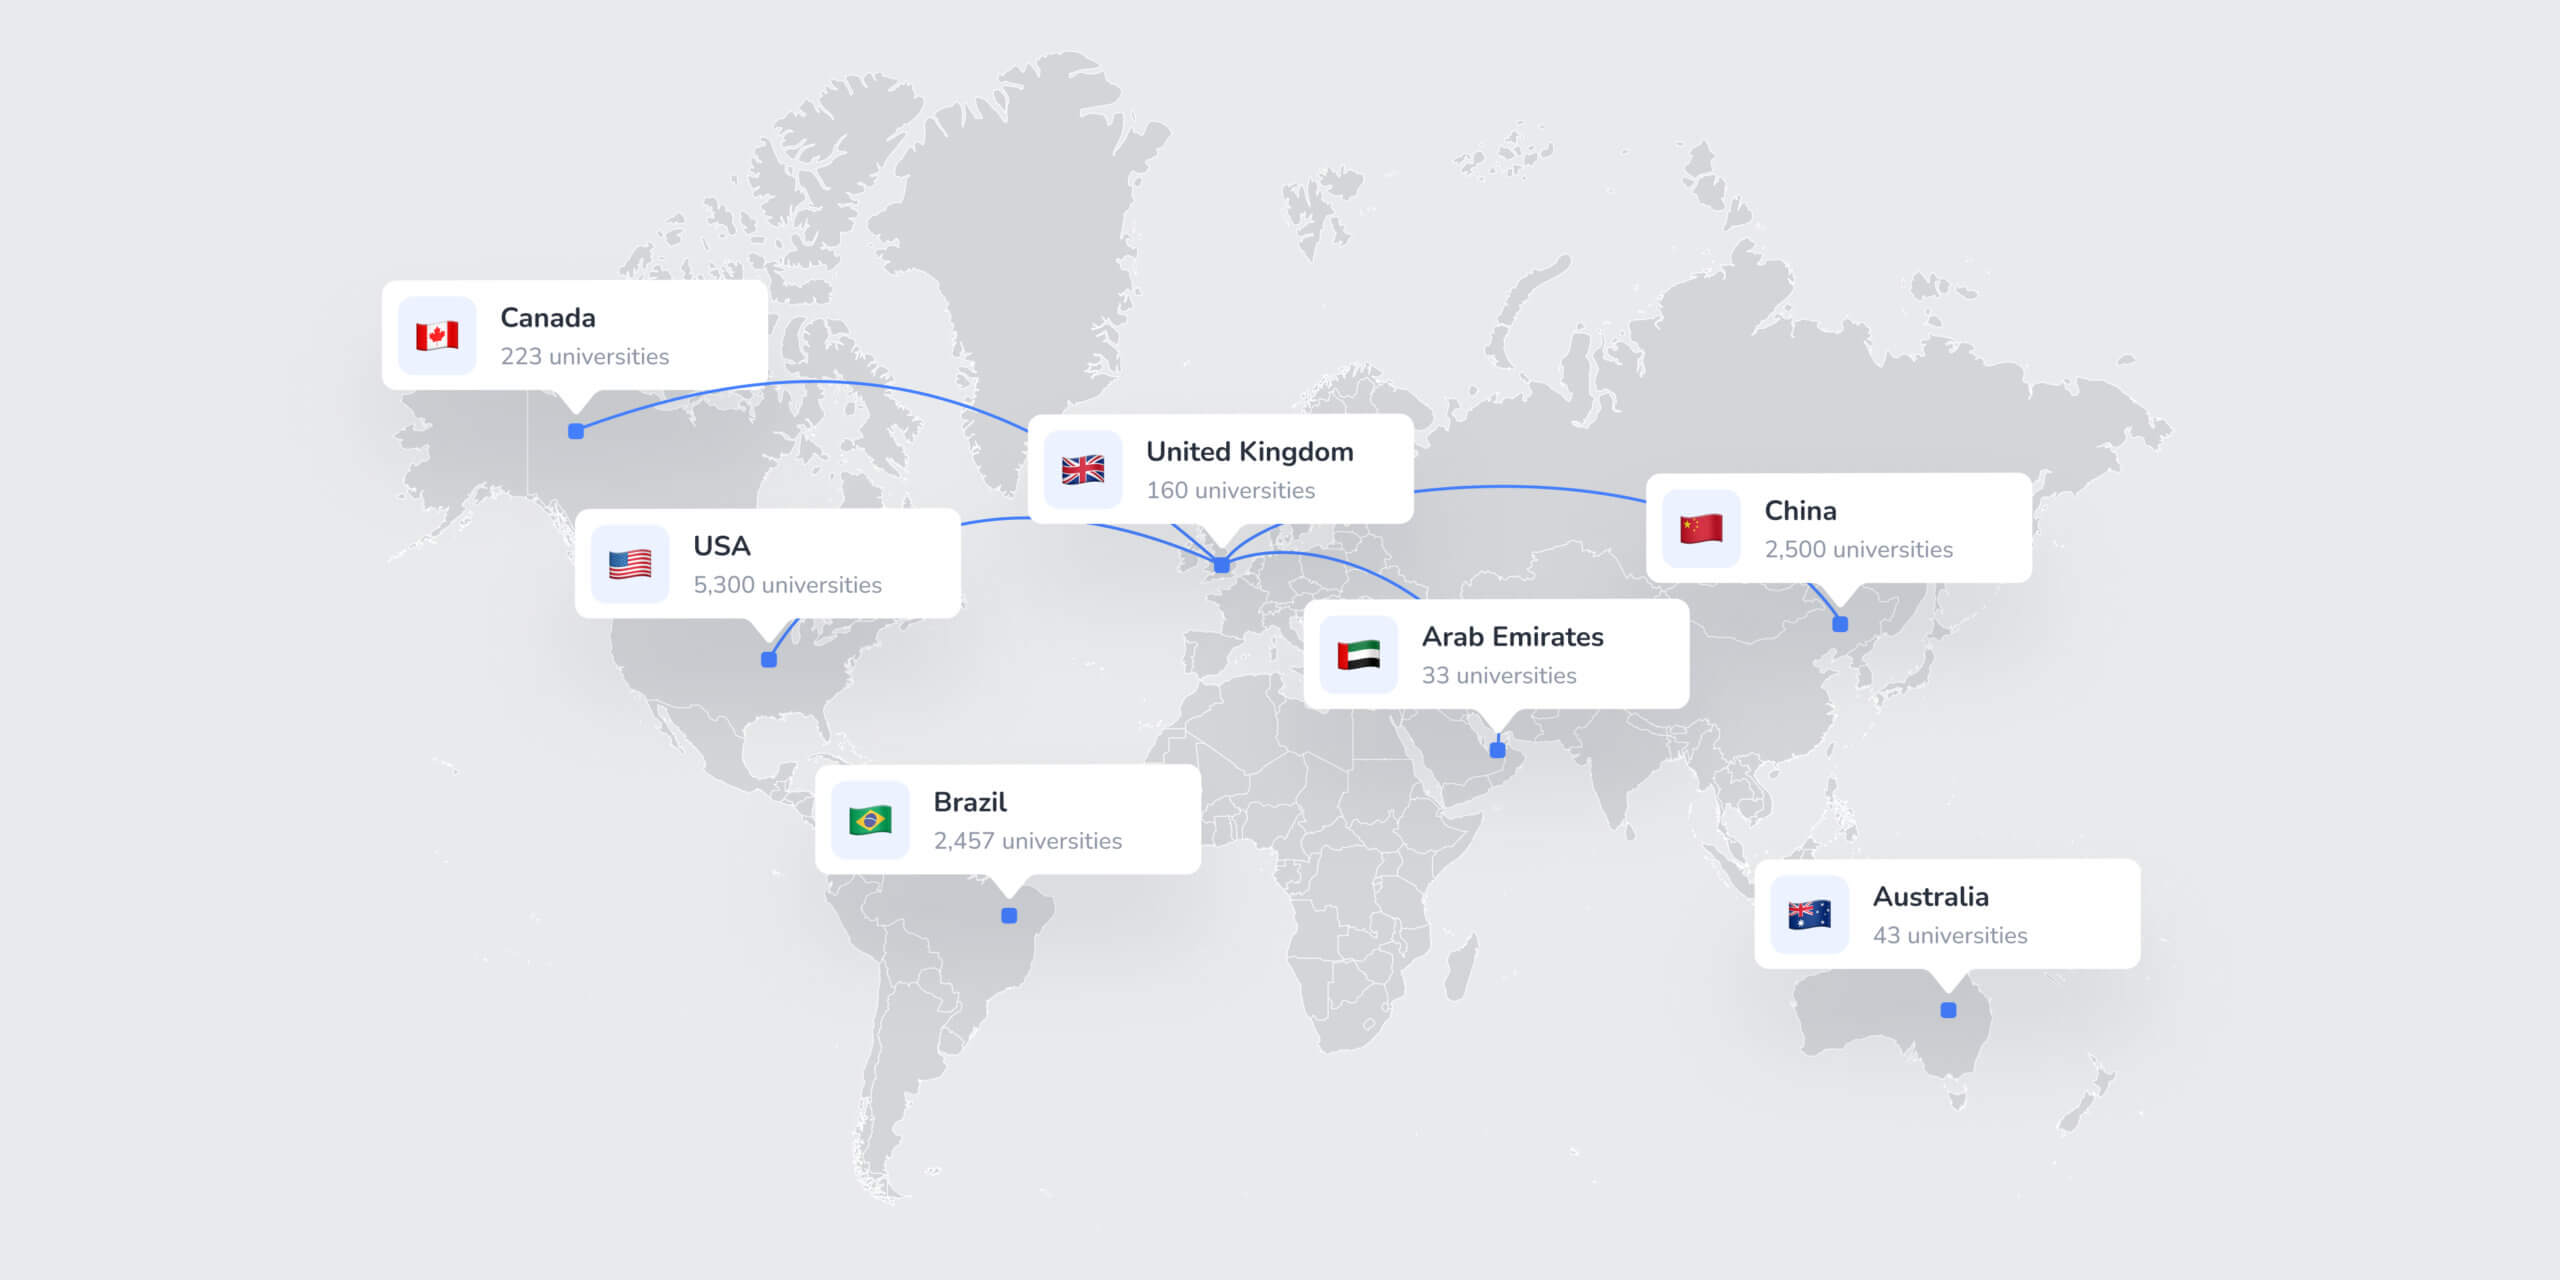 Canada
223 universities
United Kingdom
160 universities
China
2,500 universities
USA
5,300 universities
Arab Emirates
33 universities
Brazil
2,457 universities
Australia
43 universities